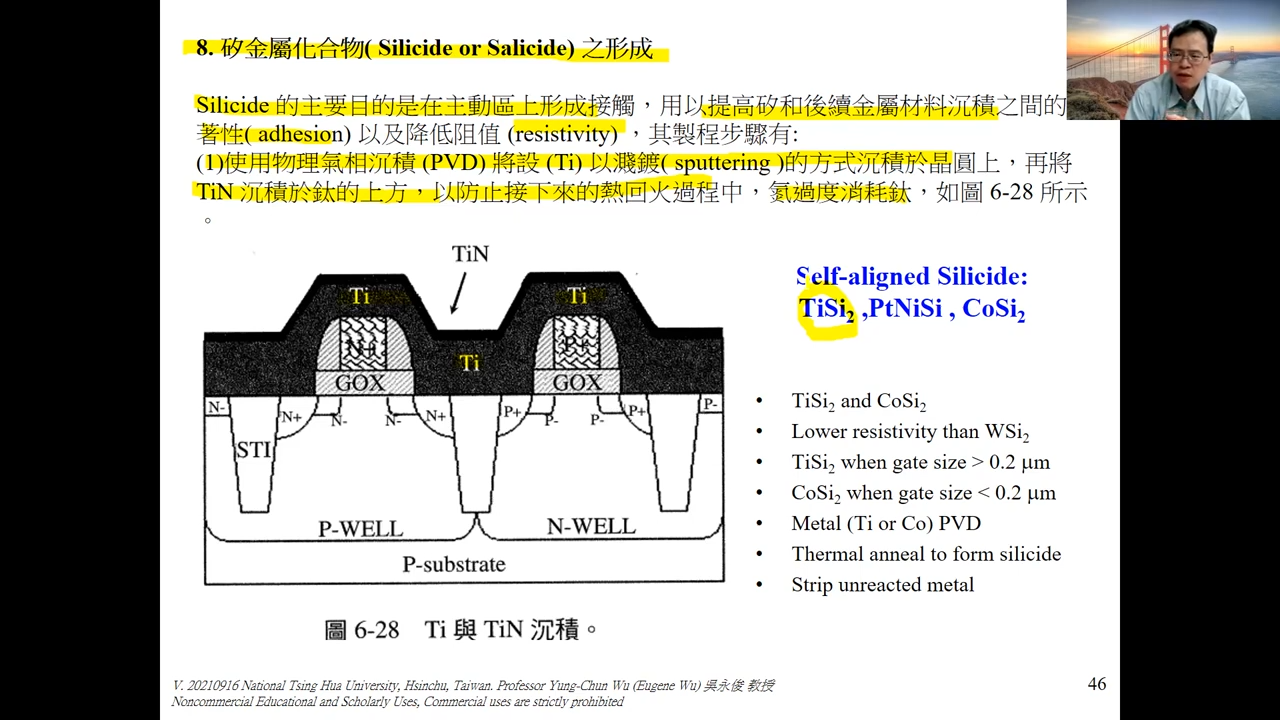 8. 矽金屬化合物( Silicide or Salicide) 之形成
Silicide 的主要目的是在主動區上形成接觸，用以提高矽和後續金屬材料沉積之間的
著性( adhesion) 以及降低阻值 (resistivity) ，其製程步驟有:
(1)使用物理氣相沉積 (PVD) 將設 (Ti) 以濺鍍( sputtering )的方式沉積於晶圓上，再將
TiN 沉積於鈦的上方，以防止接下來的熱回火過程中，氮過度消耗鈦，如圖 6-28 所示
。
TiN
Ti
Ti
N+
Ti
P+
GOX
GOX
N-
N+
N-
N-
N+
P+
P-
P-
P+
P-
STI
P-WELL
N-WELL
P-substrate
圖 6-28 Ti 與 TiN 沉積。
Self-aligned Silicide:
TiSi2 ,PtNiSi , CoSi2
• TiSi2 and CoSi2
• Lower resistivity than WSi2
• TiSi2 when gate size > 0.2 μm
• CoSi2 when gate size < 0.2 μm
• Metal (Ti or Co) PVD
• Thermal anneal to form silicide
• Strip unreacted metal
V. 20210916 National Tsing Hua University, Hsinchu, Taiwan. Professor Yung-Chun Wu (Eugene Wu) 吳永俊 教授
Noncommercial Educational and Scholarly Uses, Commercial uses are strictly prohibited
46